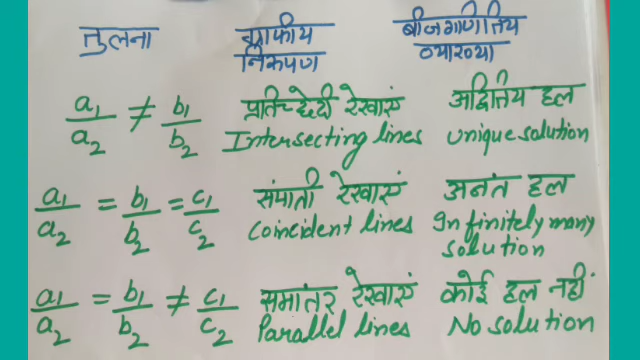 तुलना ग्राफीय बीजगणितीय
निरूपण व्याख्या
a₁/a₂ ≠ b₁/b₂ प्रतिच्छेदी रेखाएं अद्वितीय हल
Intersecting lines unique solution
a₁/a₂ = b₁/b₂ = c₁/c₂ संपाती रेखाएं अनंत हल
Coincident lines Infinitely many
solution
a₁/a₂ = b₁/b₂ ≠ c₁/c₂ समांतर रेखाएं कोई हल नहीं
Parallel lines No solution